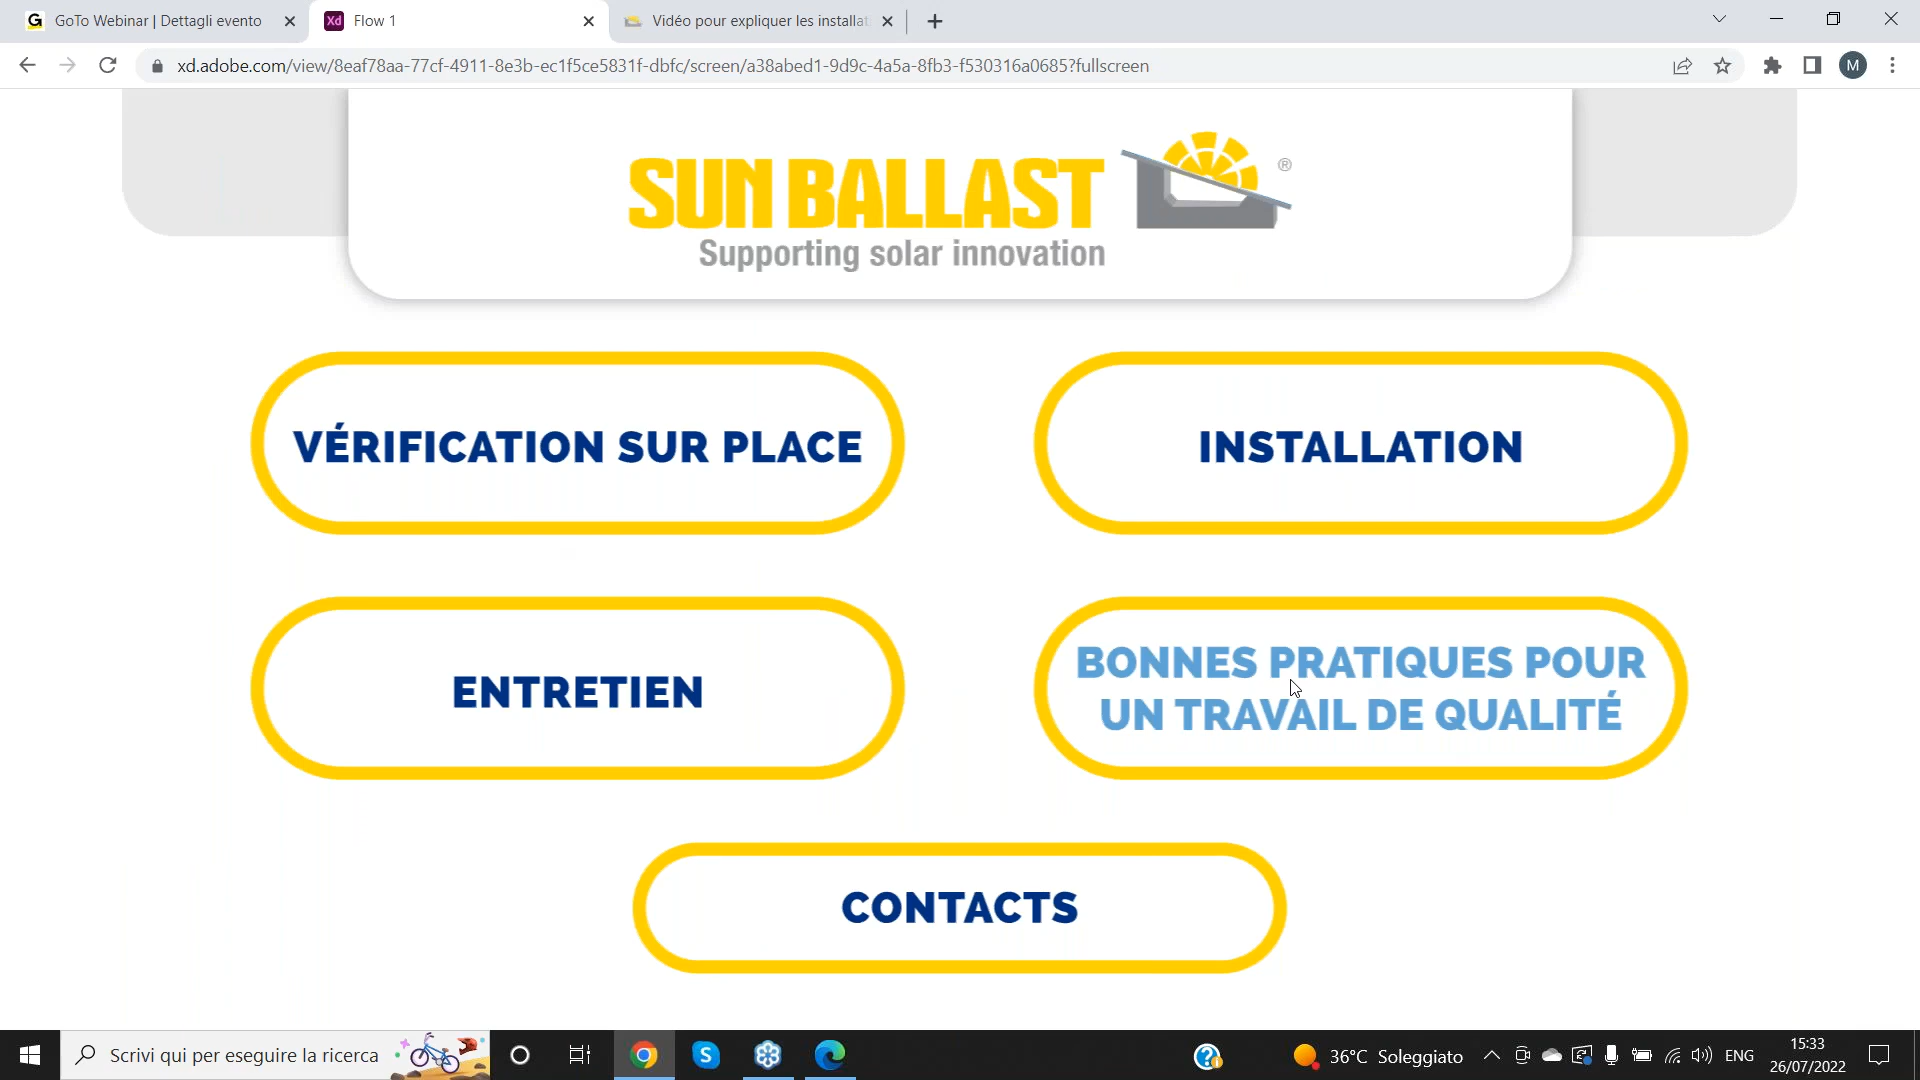 GoTo Webinar | Dettagli evento
Xd
Flow 1
Vidéo pour expliquer les installat
xd.adobe.com/view/8eaf78aa-77cf-4911-8e3b-ec1f5ce5831f-dbfc/screen/a38abed1-9d9c-4a5a-8fb3-f530316a0685?fullscreen
M
SUN BALLAST ®
Supporting solar innovation
VÉRIFICATION SUR PLACE
INSTALLATION
ENTRETIEN
BONNES PRATIQUES POUR
UN TRAVAIL DE QUALITÉ
CONTACTS
Scrivi qui per eseguire la ricerca
36°C Soleggiato
ENG
15:33
26/07/2022